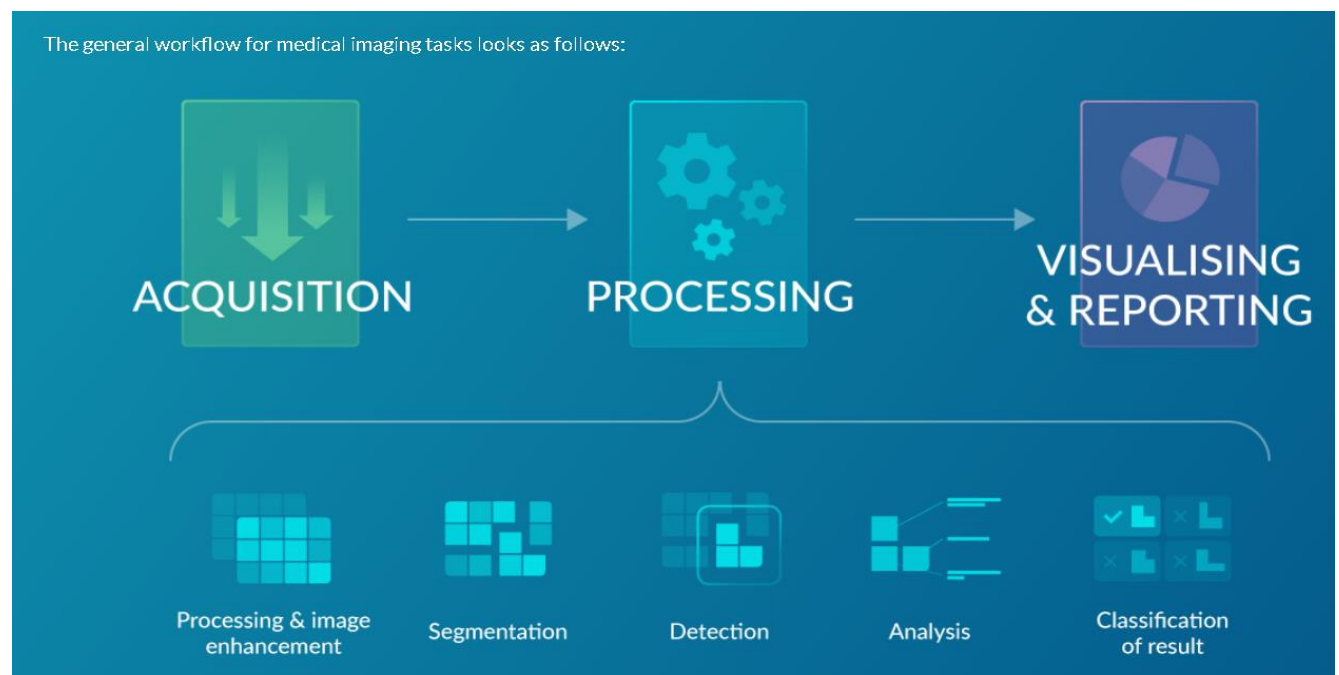 The general workflow for medical imaging tasks looks as follows:
ACQUISITION
PROCESSING
VISUALISING
& REPORTING
Processing & image
enhancement
Segmentation
Detection
Analysis
Classification
of result